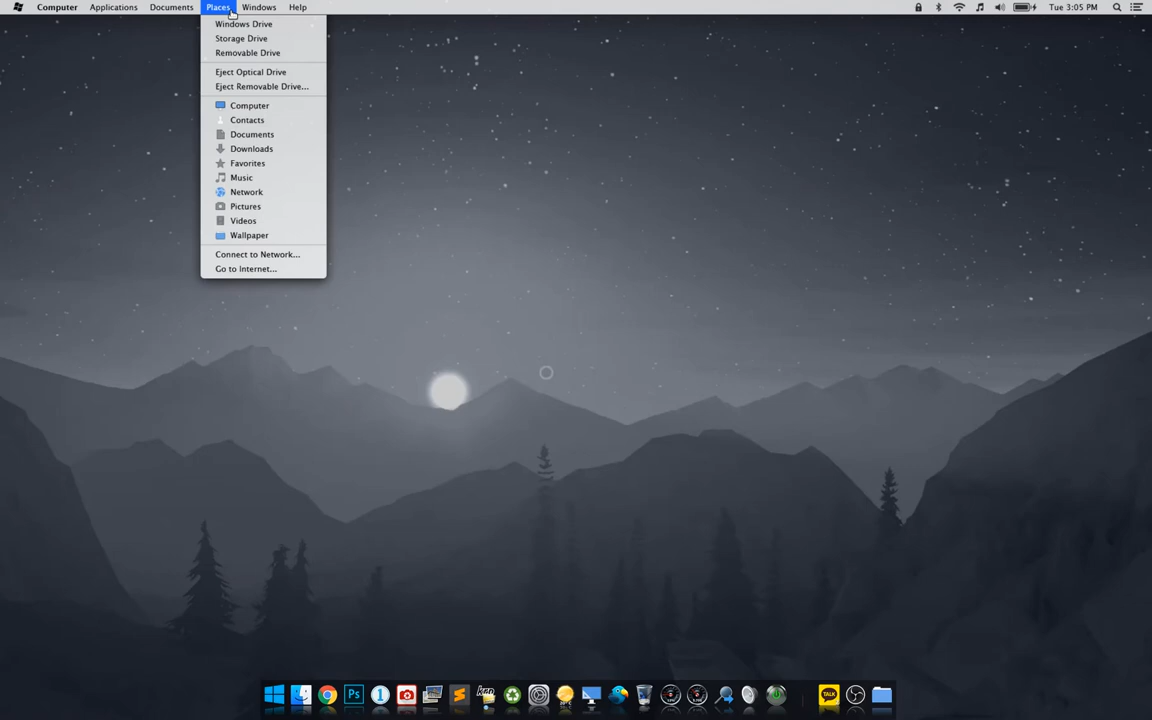 Computer Applications Documents Places Windows Help Tue 3:05 PM
Windows Drive
Storage Drive
Removable Drive
Eject Optical Drive
Eject Removable Drive...
Computer
Contacts
Documents
Downloads
Favorites
Music
Network
Pictures
Videos
Wallpaper
Connect to Network...
Go to Internet...
Ps 1 TALK